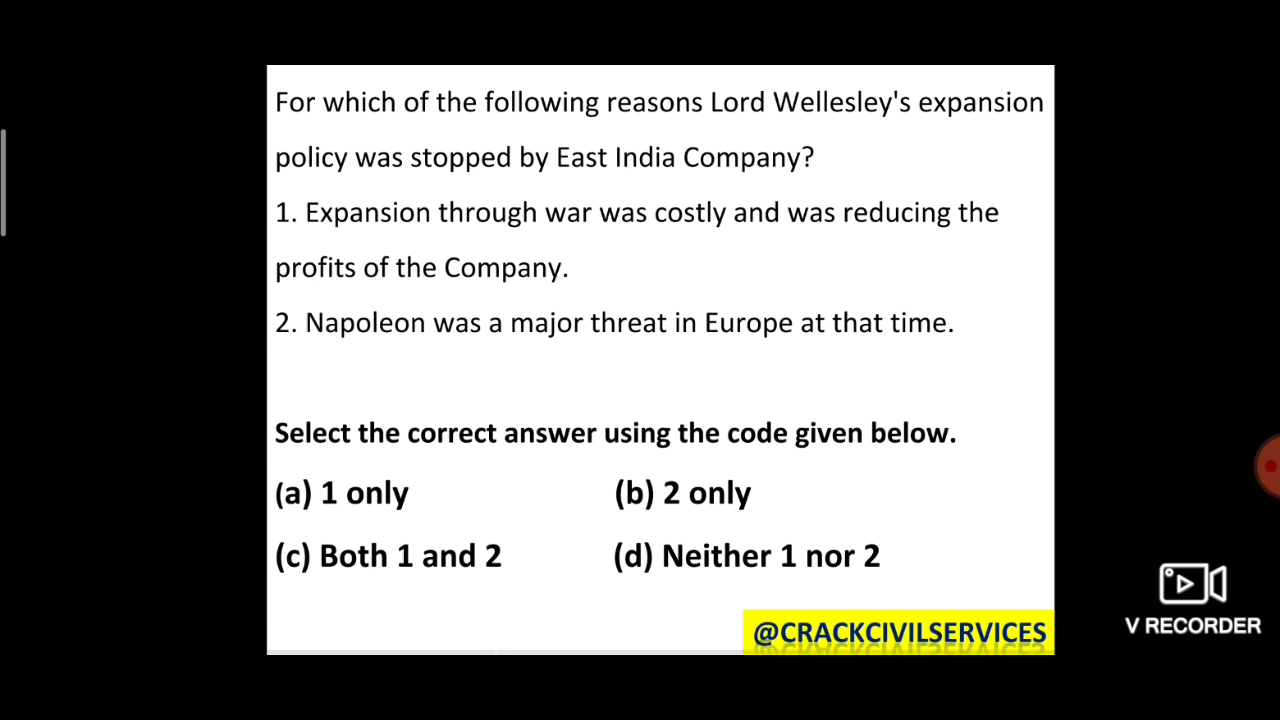 For which of the following reasons Lord Wellesley's expansion
policy was stopped by East India Company?
1. Expansion through war was costly and was reducing the
profits of the Company.
2. Napoleon was a major threat in Europe at that time.
Select the correct answer using the code given below.
(a) 1 only (b) 2 only
(c) Both 1 and 2 (d) Neither 1 nor 2
@CRACKCIVILSERVICES
V RECORDER